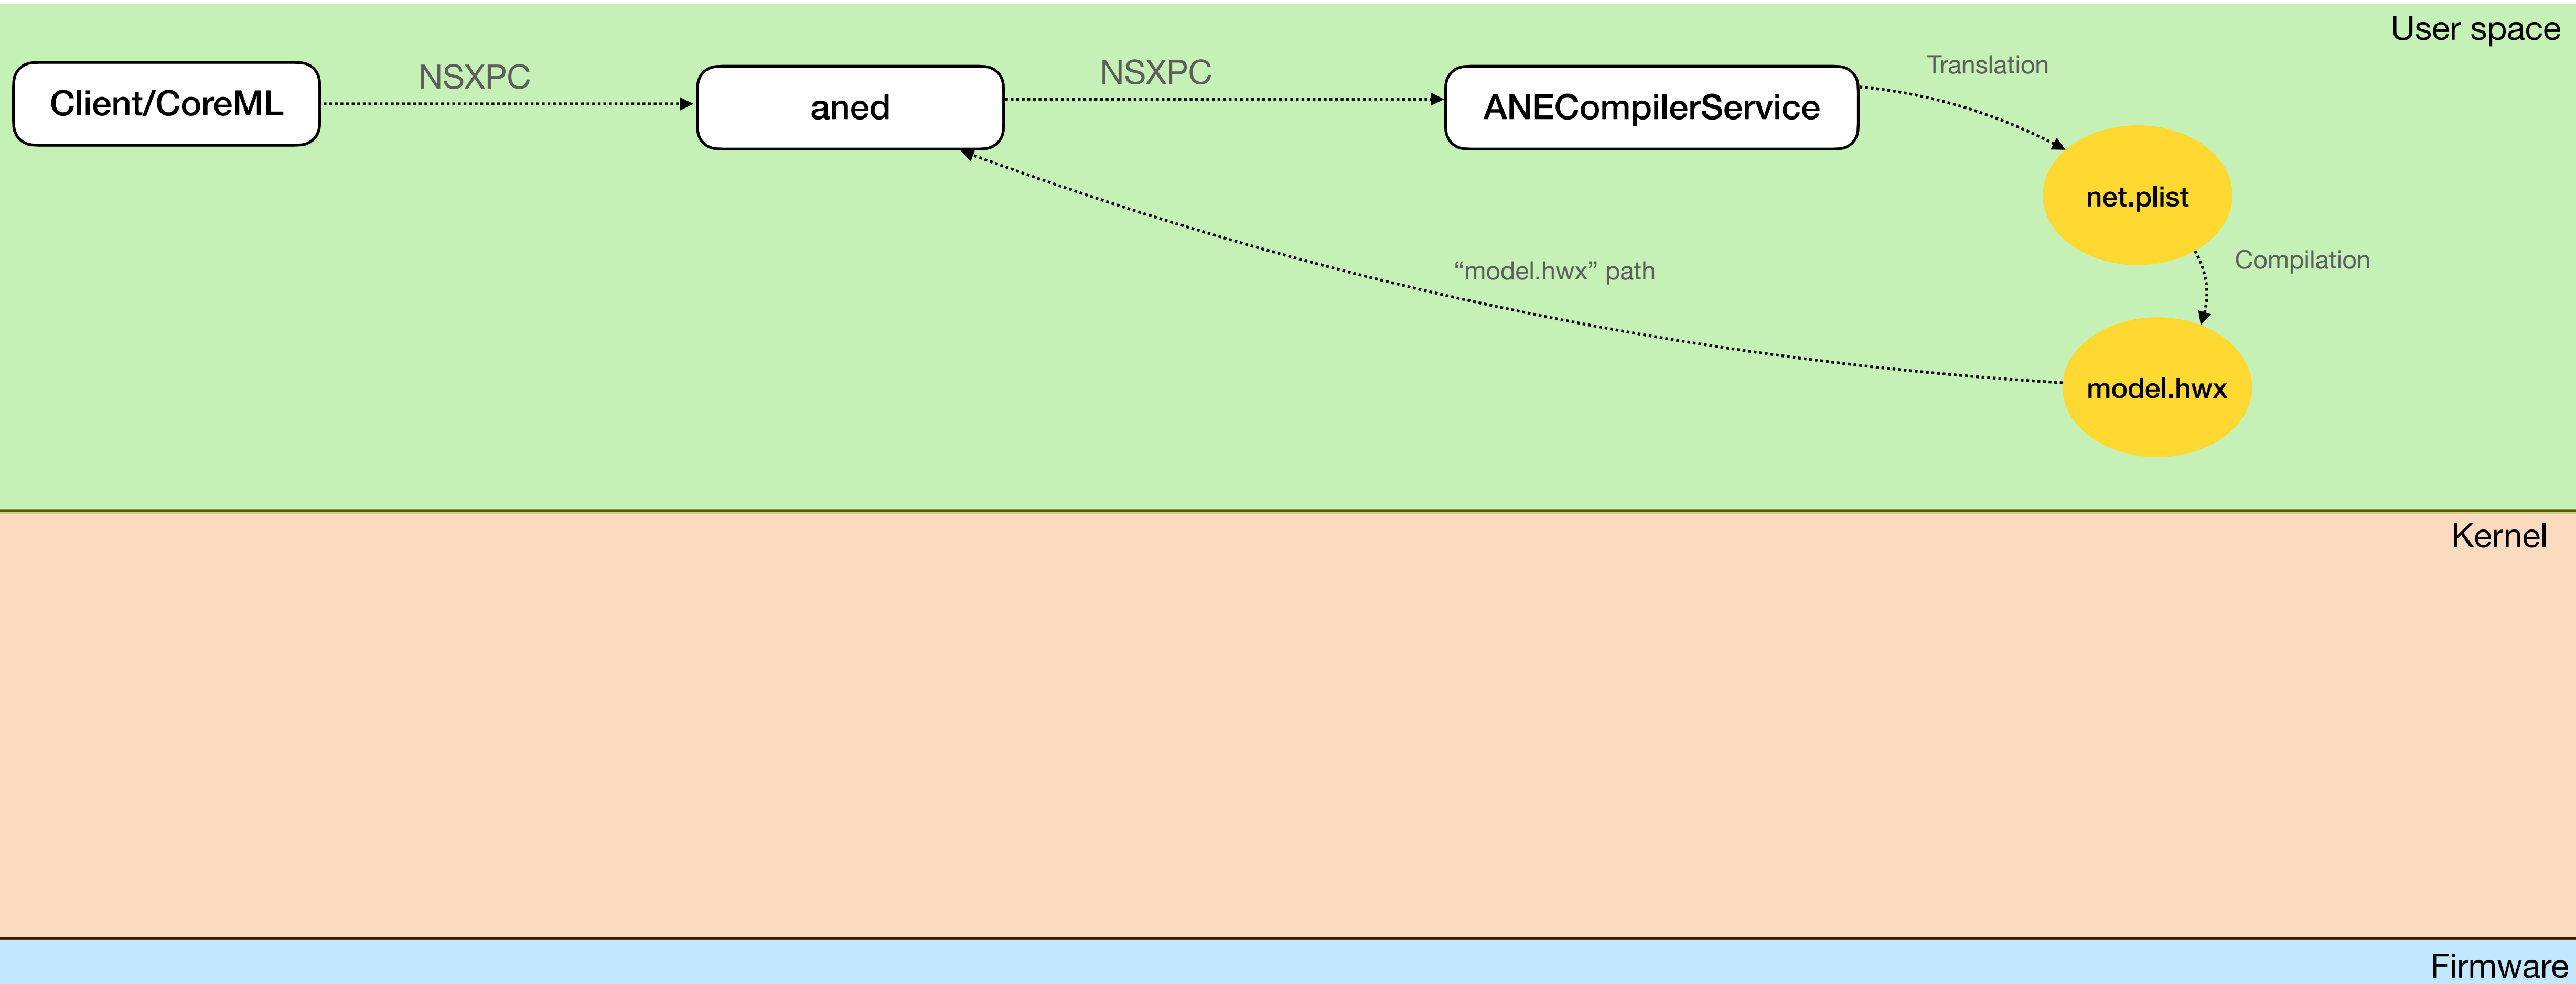 User space
Client/CoreML
NSXPC
aned
NSXPC
ANECompilerService
Translation
net.plist
Compilation
“model.hwx” path
model.hwx
Kernel
Firmware